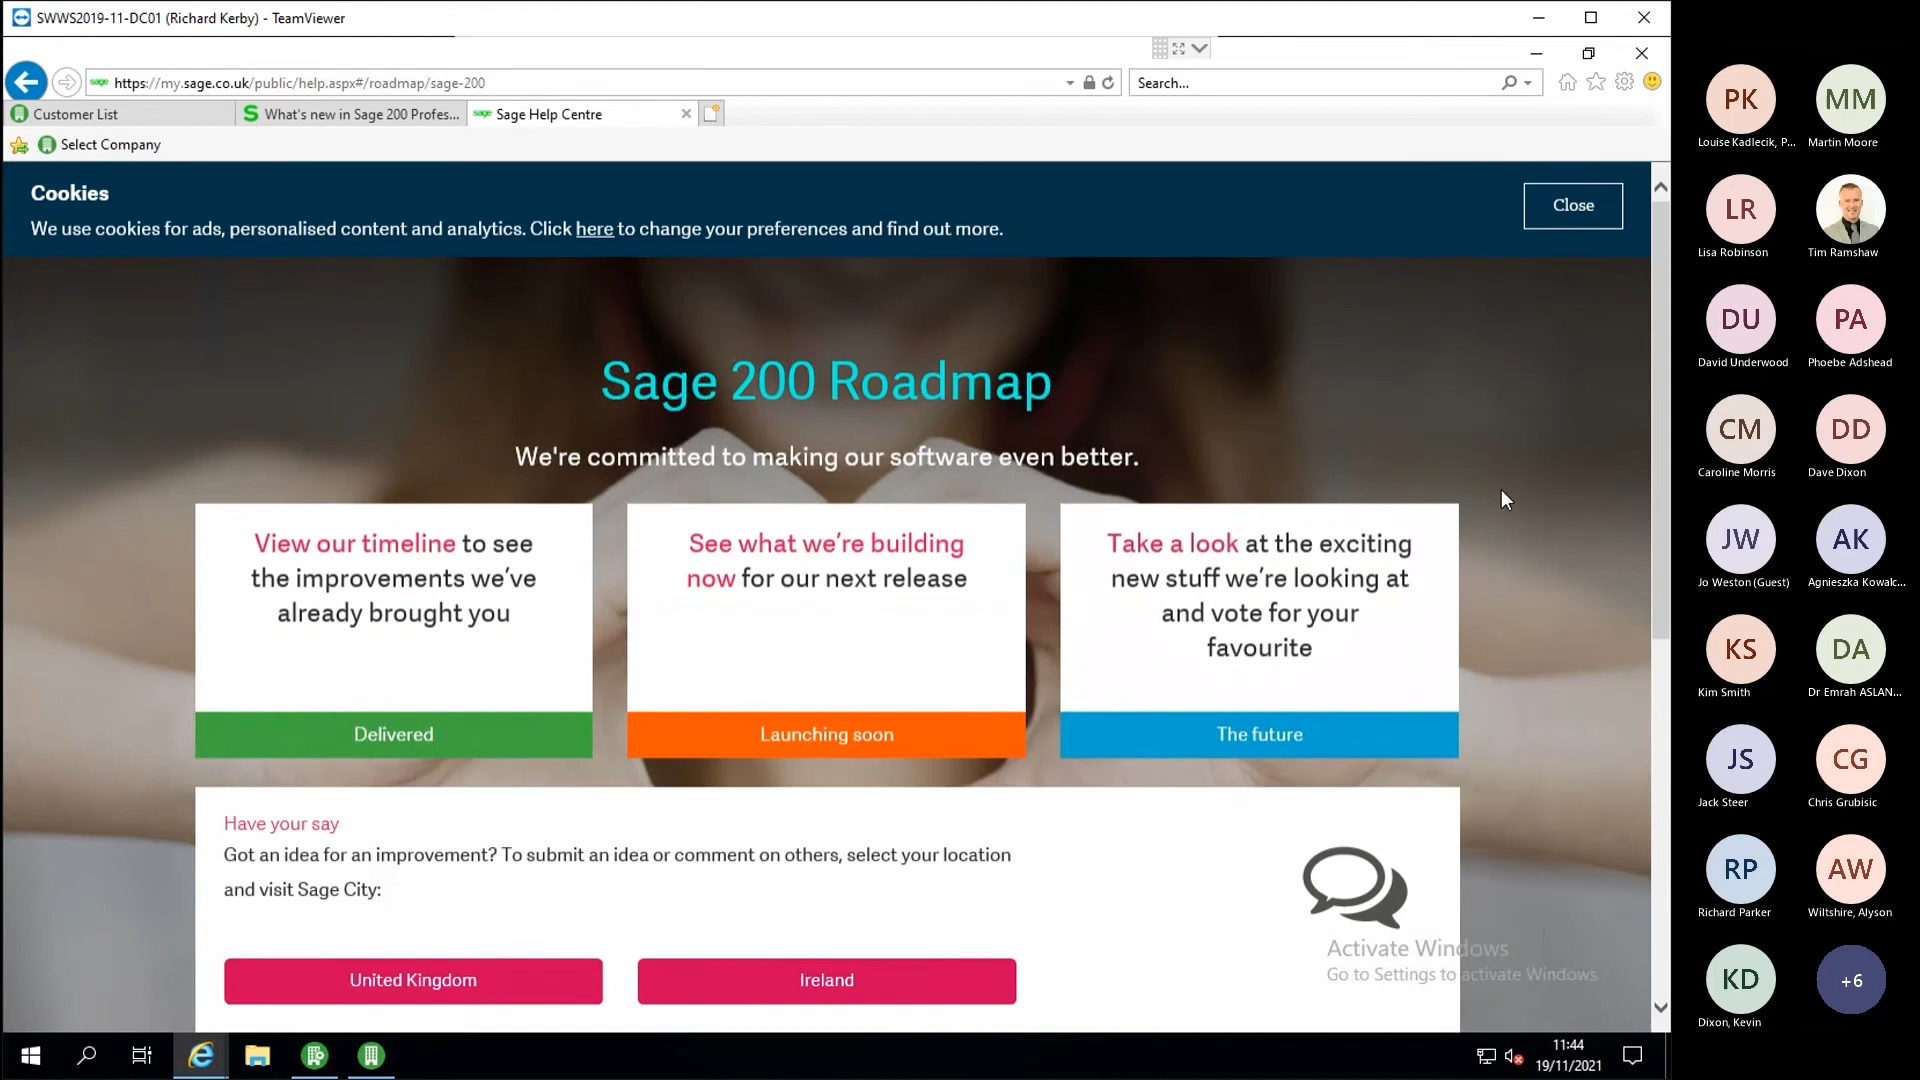 SWWS2019-11-DC01 (Richard Kerby) - TeamViewer
https://my.sage.co.uk/public/help.aspx#/roadmap/sage-200
Search...
Customer List
What's new in Sage 200 Profes...
Sage Help Centre
Select Company
Cookies
We use cookies for ads, personalised content and analytics. Click here to change your preferences and find out more.
Close
Sage 200 Roadmap
We're committed to making our software even better.
View our timeline to see
the improvements we've
already brought you
Delivered
See what we're building
now for our next release
Launching soon
Take a look at the exciting
new stuff we're looking at
and vote for your
favourite
The future
Have your say
Got an idea for an improvement? To submit an idea or comment on others, select your location
and visit Sage City:
United Kingdom
Ireland
Activate Windows
Go to Settings to activate Windows.
11:44
19/11/2021
PK
Louise Kadlecik, P...
MM
Martin Moore
LR
Lisa Robinson
Tim Ramshaw
DU
David Underwood
PA
Phoebe Adshead
CM
Caroline Morris
DD
Dave Dixon
JW
Jo Weston (Guest)
AK
Agnieszka Kowalc...
KS
Kim Smith
DA
Dr Emrah ASLAN...
JS
Jack Steer
CG
Chris Grubisic
RP
Richard Parker
AW
Wiltshire, Alyson
KD
Dixon, Kevin
+6